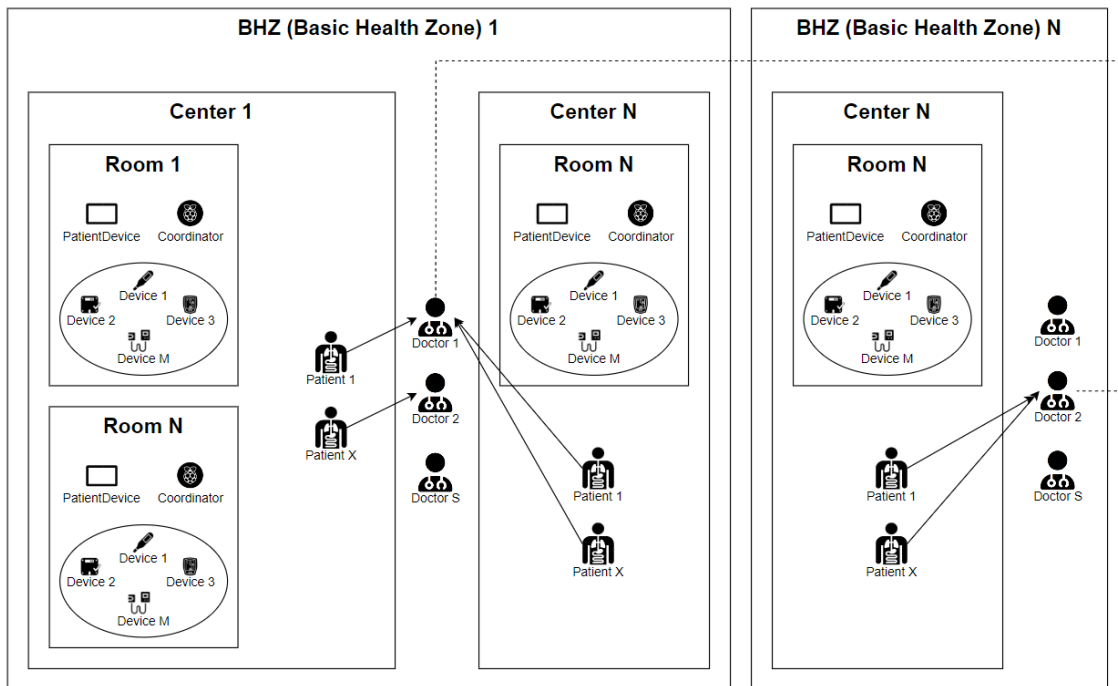 BHZ (Basic Health Zone) 1
BHZ (Basic Health Zone) N
Center 1
Center N
Center N
Room 1
PatientDevice
Coordinator
Device 1
Device 2
Device 3
Device M
Room N
PatientDevice
Coordinator
Device 1
Device 2
Device 3
Device M
Patient 1
Patient X
Doctor 1
Doctor 2
Doctor S
Room N
PatientDevice
Coordinator
Device 1
Device 2
Device 3
Device M
Patient 1
Patient X
Room N
PatientDevice
Coordinator
Device 1
Device 2
Device 3
Device M
Patient 1
Patient X
Doctor 1
Doctor 2
Doctor S